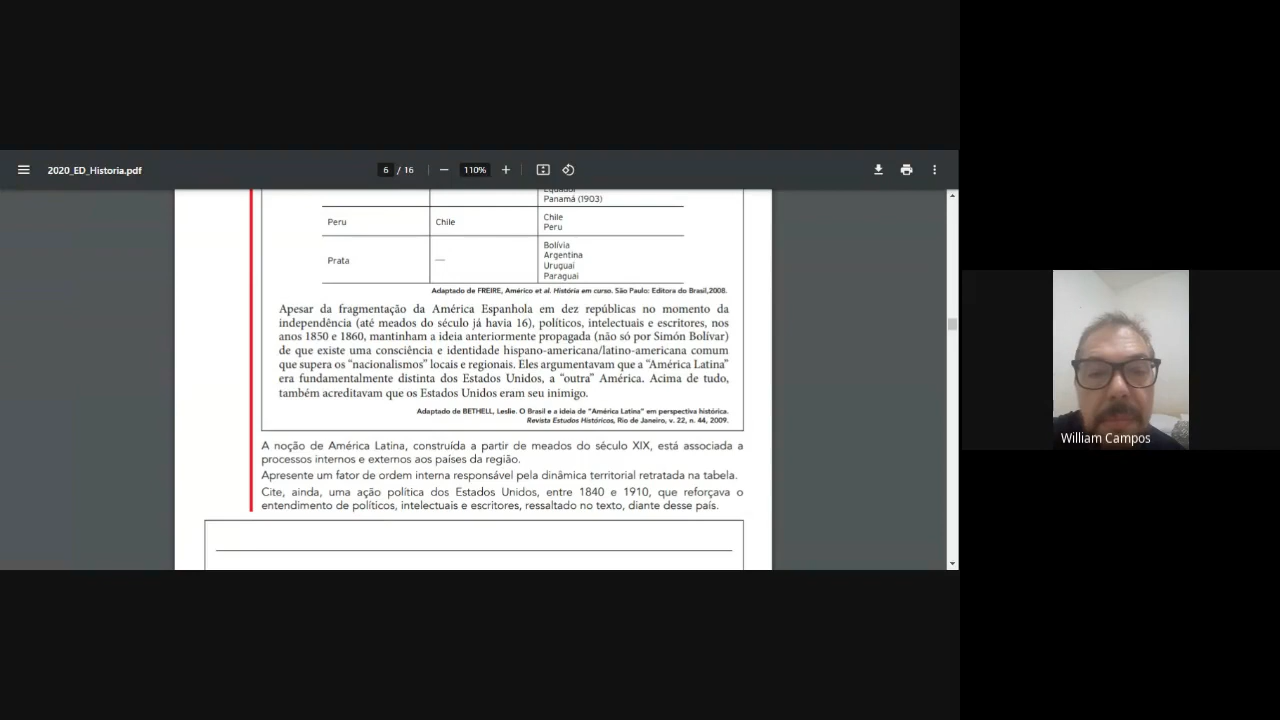 2020_ED_Historia.pdf
6 / 16
110%
Equador
Panamá (1903)
Peru
Chile
Chile
Peru
Prata
—
Bolívia
Argentina
Uruguai
Paraguai
Adaptado de FREIRE, Américo et al. História em curso. São Paulo: Editora do Brasil,2008.
Apesar da fragmentação da América Espanhola em dez repúblicas no momento da
independência (até meados do século já havia 16), políticos, intelectuais e escritores, nos
anos 1850 e 1860, mantinham a ideia anteriormente propagada (não só por Simón Bolívar)
de que existe uma consciência e identidade hispano-americana/latino-americana comum
que supera os “nacionalismos” locais e regionais. Eles argumentavam que a “América Latina”
era fundamentalmente distinta dos Estados Unidos, a “outra” América. Acima de tudo,
também acreditavam que os Estados Unidos eram seu inimigo.
Adaptado de BETHELL, Leslie. O Brasil e a ideia de “América Latina” em perspectiva histórica.
Revista Estudos Históricos, Rio de Janeiro, v. 22, n. 44, 2009.
A noção de América Latina, construída a partir de meados do século XIX, está associada a
processos internos e externos aos países da região.
Apresente um fator de ordem interna responsável pela dinâmica territorial retratada na tabela.
Cite, ainda, uma ação política dos Estados Unidos, entre 1840 e 1910, que reforçava o
entendimento de políticos, intelectuais e escritores, ressaltado no texto, diante desse país.
William Campos